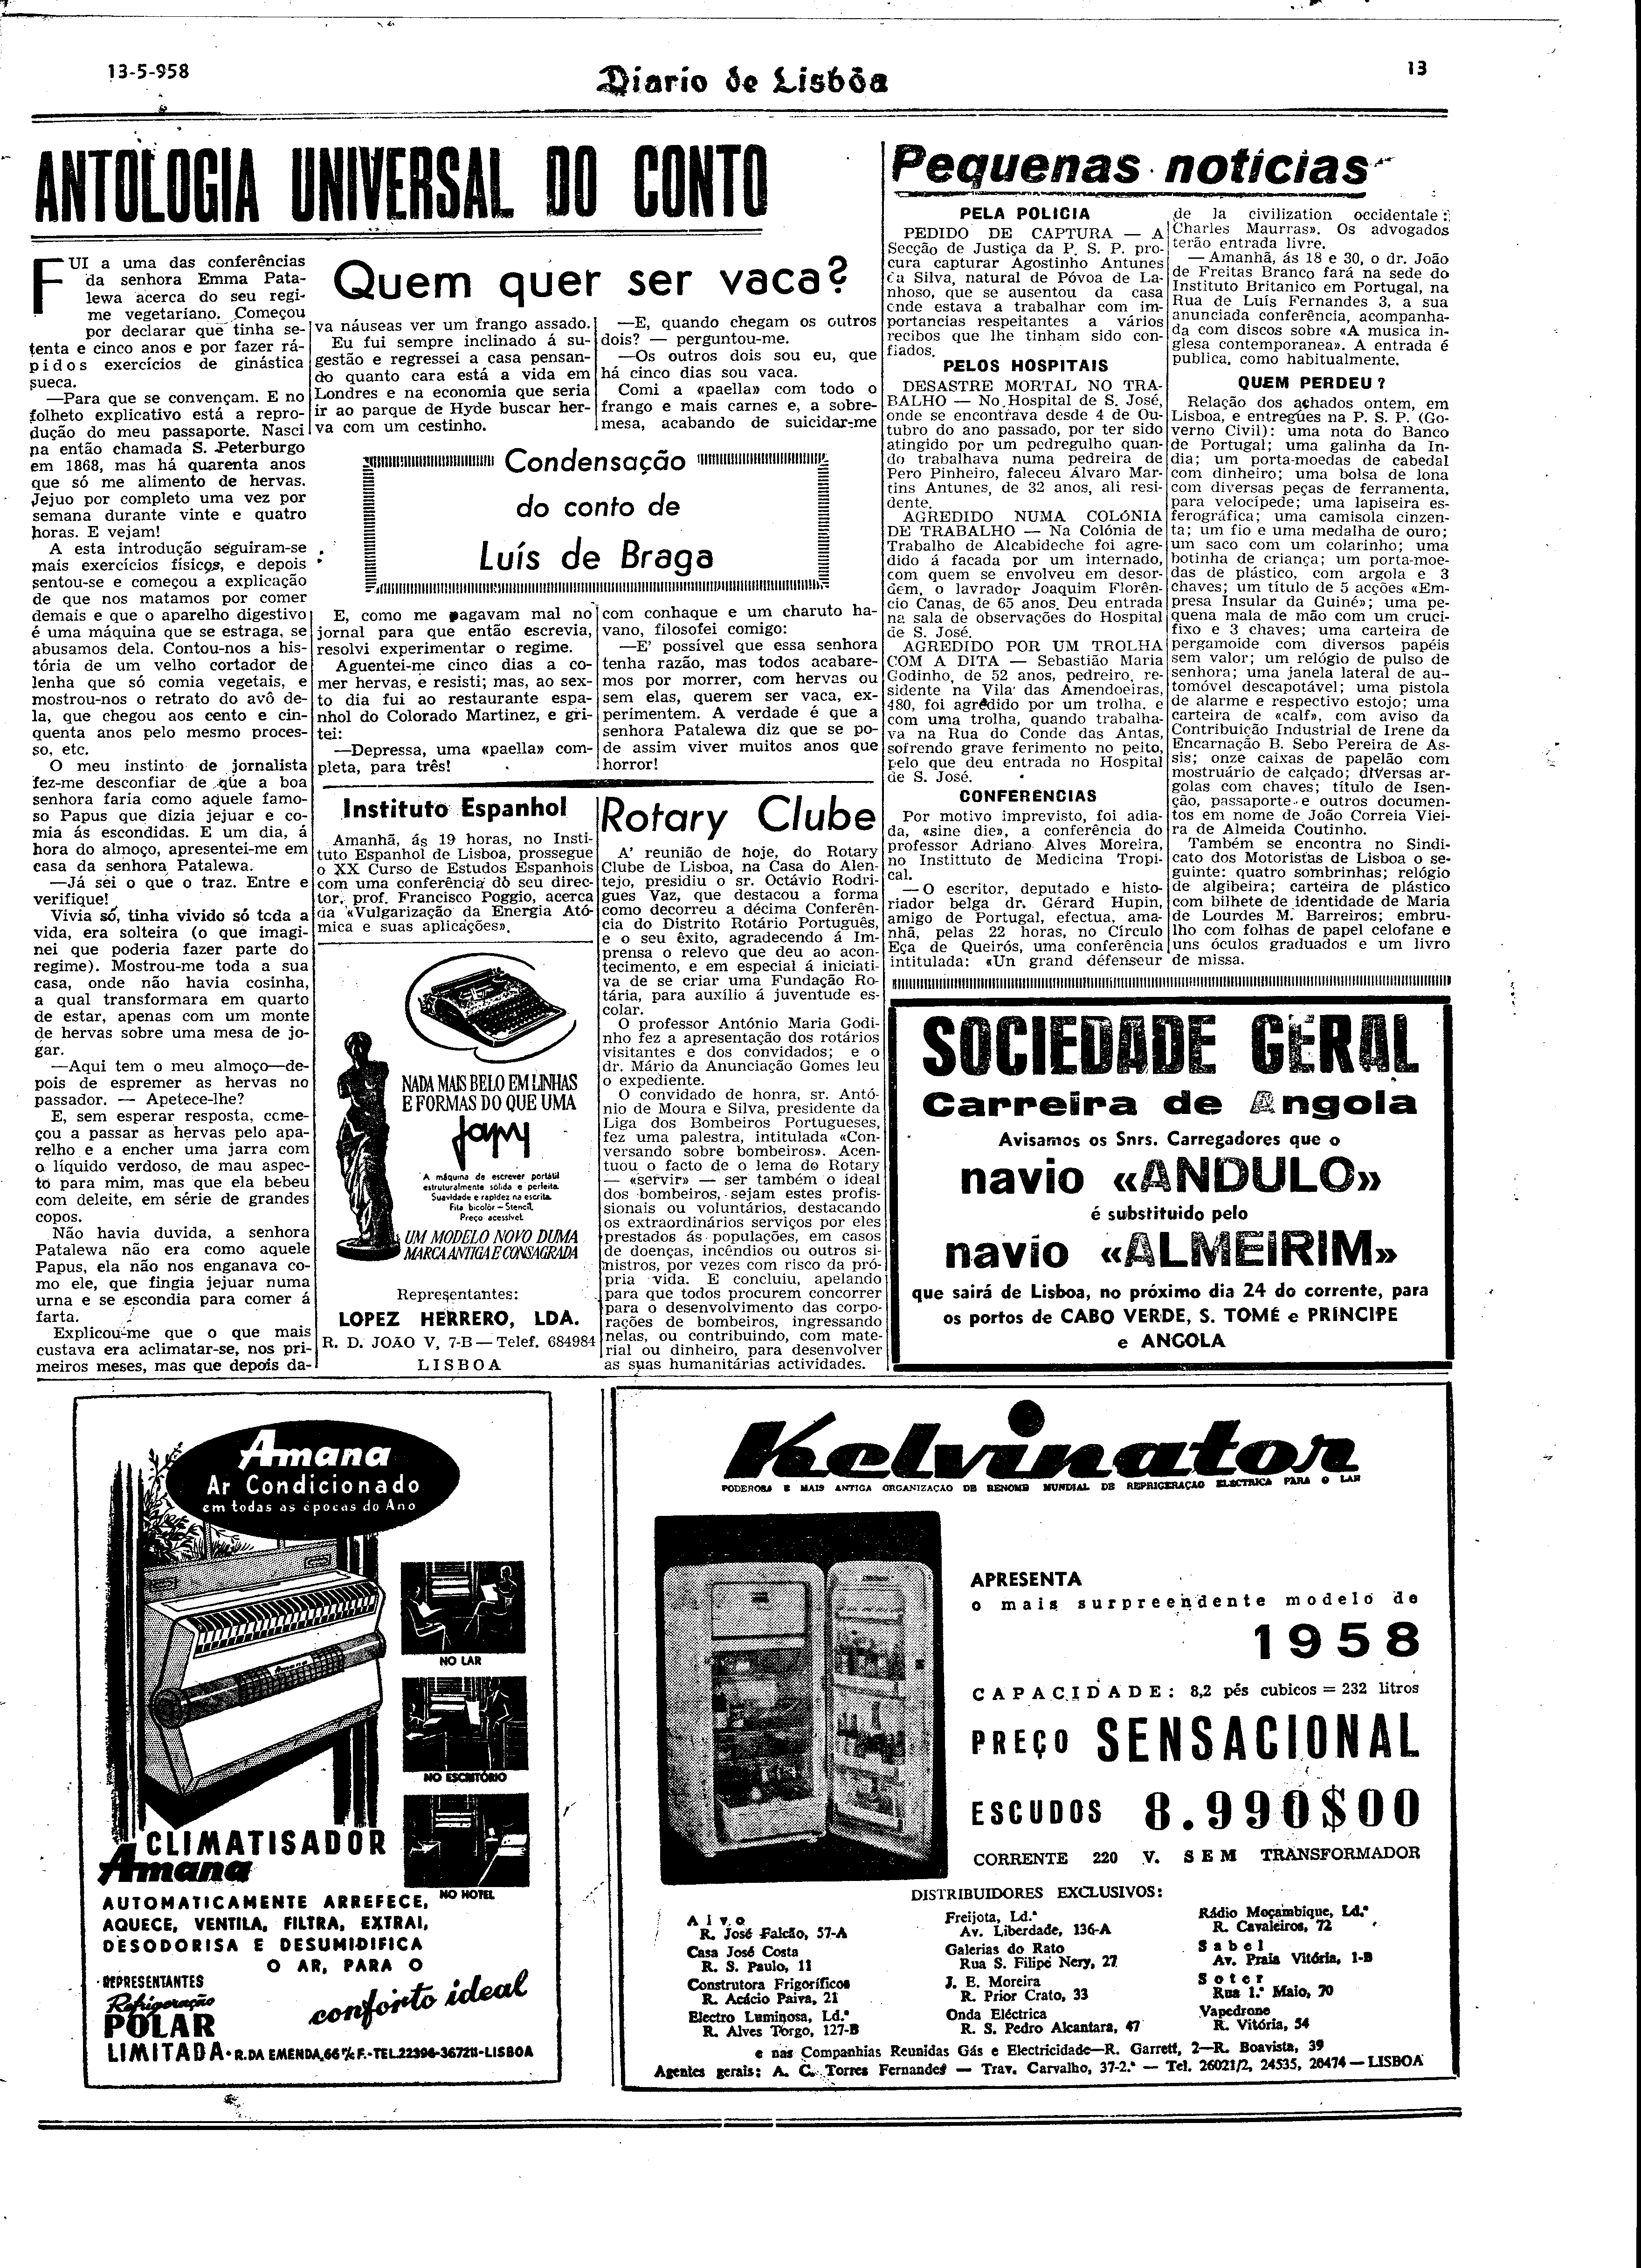 13-5-958
Diario de Lisbôa
13
ANTOLOGIA UNIVERSAL DO CONTO
Quem quer ser vaca?
FUI a uma das conferências
da senhora Emma Pata-
lewa acerca do seu regi-
me vegetariano. Começou
por declarar que tinha se-
tenta e cinco anos e por fazer rá-
pidos exercícios de ginástica
sueca.
—Para que se convençam. E no
folheto explicativo está a repro-
dução do meu passaporte. Nasci
na então chamada S. Peterburgo
em 1868, mas há quarenta anos
que só me alimento de hervas.
Jejuo por completo uma vez por
semana durante vinte e quatro
horas. E vejam!
A esta introdução seguiram-se
mais exercícios físicos, e depois
sentou-se e começou a explicação
de que nos matamos por comer
demais e que o aparelho digestivo
é uma máquina que se estraga, se
abusamos dela. Contou-nos a his-
tória de um velho cortador de
lenha que só comia vegetais, e
mostrou-nos o retrato do avô de-
la, que chegou aos cento e cin-
quenta anos pelo mesmo proces-
so, etc.
O meu instinto de jornalista
fez-me desconfiar de que a boa
senhora faria como aquele famo-
so Papus que dizia jejuar e co-
mia ás escondidas. E um dia, á
hora do almoço, apresentei-me em
casa da senhora Patalewa.
—Já sei o que o traz. Entre e
verifique!
Vivia só, tinha vivido só toda a
vida, era solteira (o que imagi-
nei que poderia fazer parte do
regime). Mostrou-me toda a sua
casa, onde não havia cosinha,
a qual transformara em quarto
de estar, apenas com um monte
de hervas sobre uma mesa de jo-
gar.
—Aqui tem o meu almoço—de-
pois de espremer as hervas no
passador. — Apetece-lhe?
E, sem esperar resposta, come-
çou a passar as hervas pelo apa-
relho e a encher uma jarra com
o líquido verdoso, de mau aspec-
to para mim, mas que ela bebeu
com deleite, em série de grandes
copos.
Não havia duvida, a senhora
Patalewa não era como aquele
Papus, ela não nos enganava co-
mo ele, que fingia jejuar numa
urna e se escondia para comer á
farta.
Explicou-me que o que mais
custava era aclimatar-se, nos pri-
meiros meses, mas que depois da-
va náuseas ver um frango assado.
Eu fui sempre inclinado á su-
gestão e regressei a casa pensan-
do quanto cara está a vida em
Londres e na economia que seria
ir ao parque de Hyde buscar her-
va com um cestinho.
Condensação
do conto de
Luís de Braga
E, como me pagavam mal no
jornal para que então escrevia,
resolvi experimentar o regime.
Aguentei-me cinco dias a co-
mer hervas, e resisti; mas, ao sex-
to dia fui ao restaurante espa-
nhol do Colorado Martinez, e gri-
tei:
—Depressa, uma «paella» com-
pleta, para três!
—E, quando chegam os outros
dois? — perguntou-me.
—Os outros dois sou eu, que
há cinco dias sou vaca.
Comi a «paella» com todo o
frango e mais carnes e, a sobre-
mesa, acabando de suicidar-me
com conhaque e um charuto ha-
vano, filosofei comigo:
—E' possível que essa senhora
tenha razão, mas todos acabare-
mos por morrer, com hervas ou
sem elas, querem ser vaca, ex-
perimentem. A verdade é que a
senhora Patalewa diz que se po-
de assim viver muitos anos que
horror!
Instituto Espanhol
Amanhã, ás 19 horas, no Insti-
tuto Espanhol de Lisboa, prossegue
o XX Curso de Estudos Espanhois
com uma conferência do seu direc-
tor, prof. Francisco Poggio, acerca
da «Vulgarização da Energia Ató-
mica e suas aplicações».
NADA MAIS BELO EM LINHAS
E FORMAS DO QUE UMA
A máquina de escrever portátil
estruturalmente sólida e perfeita.
Suavidade e rapidez na escrita.
Fita bicolôr - Stencil.
Preço acessível
UM MODELO NOVO DUMA
MARCA ANTIGA E CONSAGRADA
Representantes:
LOPEZ HERRERO, LDA.
R. D. JOÃO V, 7-B — Telef. 684984
LISBOA
Rotary Clube
A' reunião de hoje, do Rotary
Clube de Lisboa, na Casa do Alen-
tejo, presidiu o sr. Octávio Rodri-
gues Vaz, que destacou a forma
como decorreu a décima Conferên-
cia do Distrito Rotário Português,
e o seu êxito, agradecendo á Im-
prensa o relevo que deu ao acon-
tecimento, e em especial á iniciati-
va de se criar uma Fundação Ro-
tária, para auxílio á juventude es-
colar.
O professor António Maria Godi-
nho fez a apresentação dos rotários
visitantes e dos convidados; e o
dr. Mário da Anunciação Gomes leu
o expediente.
O convidado de honra, sr. Antó-
nio de Moura e Silva, presidente da
Liga dos Bombeiros Portugueses,
fez uma palestra, intitulada «Con-
versando sobre bombeiros». Acen-
tuou o facto de o lema do Rotary
— «servir» — ser também o ideal
dos bombeiros, sejam estes profis-
sionais ou voluntários, destacando
os extraordinários serviços por eles
prestados ás populações, em casos
de doenças, incêndios ou outros si-
nistros, por vezes com risco da pró-
pria vida. E concluiu, apelando
para que todos procurem concorrer
para o desenvolvimento das corpo-
rações de bombeiros, ingressando
nelas, ou contribuindo, com mate-
rial ou dinheiro, para desenvolver
as suas humanitárias actividades.
Pequenas noticias
PELA POLICIA
PEDIDO DE CAPTURA — A
Secção de Justiça da P. S. P. pro-
cura capturar Agostinho Antunes
da Silva, natural de Póvoa de La-
nhoso, que se ausentou da casa
onde estava a trabalhar com im-
portancias respeitantes a vários
recibos que lhe tinham sido con-
fiados.
PELOS HOSPITAIS
DESASTRE MORTAL NO TRA-
BALHO — No Hospital de S. José,
onde se encontrava desde 4 de Ou-
tubro do ano passado, por ter sido
atingido por um pedregulho quan-
do trabalhava numa pedreira de
Pero Pinheiro, faleceu Álvaro Mar-
tins Antunes, de 32 anos, ali resi-
dente.
AGREDIDO NUMA COLÓNIA
DE TRABALHO — Na Colónia de
Trabalho de Alcabideche foi agre-
dido á facada por um internado,
com quem se envolveu em desor-
dem, o lavrador Joaquim Florên-
cio Canas, de 65 anos. Deu entrada
na sala de observações do Hospital
de S. José.
AGREDIDO POR UM TROLHA
COM A DITA — Sebastião Maria
Godinho, de 52 anos, pedreiro, re-
sidente na Vila das Amendoeiras,
480, foi agredido por um trolha, e
com uma trolha, quando trabalha-
va na Rua do Conde das Antas,
sofrendo grave ferimento no peito,
pelo que deu entrada no Hospital
de S. José.
CONFERENCIAS
Por motivo imprevisto, foi adia-
da, «sine die», a conferência do
professor Adriano Alves Moreira,
no Instittuto de Medicina Tropi-
cal.
—O escritor, deputado e histo-
riador belga dr. Gérard Hupin,
amigo de Portugal, efectua, ama-
nhã, pelas 22 horas, no Círculo
Eça de Queirós, uma conferência
intitulada: «Un grand défenseur
de la civilization occidentale:
Charles Maurras». Os advogados
terão entrada livre.
—Amanhã, ás 18 e 30, o dr. João
de Freitas Branco fará na sede do
Instituto Britanico em Portugal, na
Rua de Luís Fernandes 3, a sua
anunciada conferência, acompanha-
da com discos sobre «A musica in-
glesa contemporanea». A entrada é
publica, como habitualmente.
QUEM PERDEU?
Relação dos achados ontem, em
Lisboa, e entregues na P. S. P. (Go-
verno Civil): uma nota do Banco
de Portugal; uma galinha da In-
dia; um porta-moedas de cabedal
com dinheiro; uma bolsa de lona
com diversas peças de ferramenta,
para velocípede; uma lapiseira es-
ferográfica; uma camisola cinzen-
ta; um fio e uma medalha de ouro;
um saco com um colarinho; uma
botinha de criança; um porta-moe-
das de plástico, com argola e 3
chaves; um título de 5 acções «Em-
presa Insular da Guiné»; uma pe-
quena mala de mão com um cruci-
fixo e 3 chaves; uma carteira de
pergamoide com diversos papéis
sem valor; um relógio de pulso de
senhora; uma janela lateral de au-
tomóvel descapotável; uma pistola
de alarme e respectivo estojo; uma
carteira de «calf», com aviso da
Contribuição Industrial de Irene da
Encarnação B. Sebo Pereira de As-
sis; onze caixas de papelão com
mostruário de calçado; diversas ar-
golas com chaves; título de Isen-
ção, passaporte e outros documen-
tos em nome de João Correia Viei-
ra de Almeida Coutinho.
Também se encontra no Sindi-
cato dos Motoristas de Lisboa o se-
guinte: quatro sombrinhas; relógio
de algibeira; carteira de plástico
com bilhete de identidade de Maria
de Lourdes M. Barreiros; embru-
lho com folhas de papel celofane e
uns óculos graduados e um livro
de missa.
SOCIEDADE GERAL
Carreira de Angola
Avisamos os Snrs. Carregadores que o
navio «ANDULO»
é substituido pelo
navio «ALMEIRIM»
que sairá de Lisboa, no próximo dia 24 do corrente, para
os portos de CABO VERDE, S. TOMÉ e PRINCIPE
e ANGOLA
Amana
Ar Condicionado
em todas as épocas do Ano
Amana
NO LAR
NO ESCRITÓRIO
NO HOTEL
CLIMATISADOR
Amana
AUTOMATICAMENTE ARREFECE,
AQUECE, VENTILA, FILTRA, EXTRAI,
DESODORISA E DESUMIDIFICA
O AR, PARA O
conforto ideal
REPRESENTANTES
Refrigeração
POLAR
LIMITADA - R. DA EMENDA, 66 r/c F. - TEL. 22396-367211 - LISBOA
Kelvinator
PODEROSA E MAIS ANTIGA ORGANIZAÇAO DE RENOME MUNDIAL DE REFRIGERAÇAO ELECTRICA PARA O LAR
APRESENTA
o mais surpreendente modelo de
1958
CAPACIDADE: 8,2 pés cubicos = 232 litros
PREÇO SENSACIONAL
ESCUDOS 8.990$00
CORRENTE 220 V. SEM TRANSFORMADOR
DISTRIBUIDORES EXCLUSIVOS:
Alvo
R. José Falcão, 57-A
Casa José Costa
R. S. Paulo, 11
Construtora Frigoríficos
R. Acácio Paiva, 21
Electro Luminosa, Ld.ª
R. Alves Torgo, 127-B
Freijota, Ld.ª
Av. Liberdade, 136-A
Galerias do Rato
Rua S. Filipe Nery, 27
J. E. Moreira
R. Prior Crato, 33
Onda Eléctrica
R. S. Pedro Alcantara, 47
Rádio Moçambique, Ld.ª
R. Cavaleiros, 72
Sabel
Av. Praia Vitória, 1-B
Soter
Rua 1.º Maio, 70
Vapedrome
R. Vitória, 54
e nas Companhias Reunidas Gás e Electricidade—R. Garrett, 2—R. Boavista, 39
Agentes gerais: A. C. Torres Fernandes — Trav. Carvalho, 37-2.º — Tel. 26021/2, 24535, 26474—LISBOA